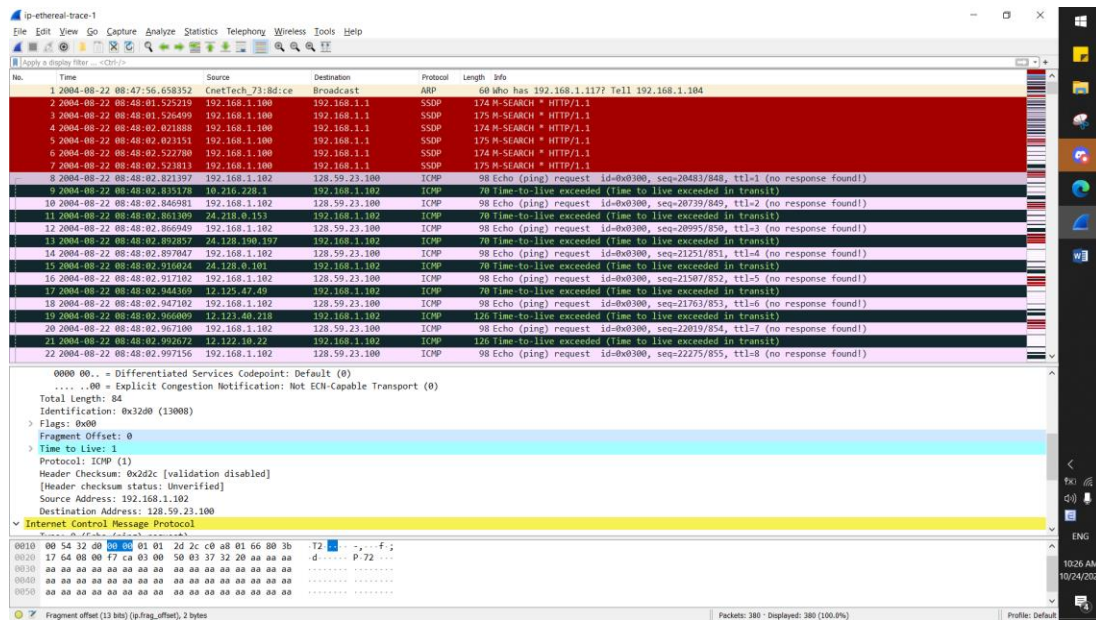 ip-ethereal-trace-1
File Edit View Go Capture Analyze Statistics Telephony Wireless Tools Help
Apply a display filter ... <Ctrl-/>
No. Time Source Destination Protocol Length Info
1 2004-08-22 08:47:56.658352 CnetTech_73:8d:ce Broadcast ARP 60 Who has 192.168.1.117? Tell 192.168.1.104
2 2004-08-22 08:48:01.525219 192.168.1.100 192.168.1.1 SSDP 174 M-SEARCH * HTTP/1.1
3 2004-08-22 08:48:01.526499 192.168.1.100 192.168.1.1 SSDP 175 M-SEARCH * HTTP/1.1
4 2004-08-22 08:48:02.021888 192.168.1.100 192.168.1.1 SSDP 174 M-SEARCH * HTTP/1.1
5 2004-08-22 08:48:02.023151 192.168.1.100 192.168.1.1 SSDP 175 M-SEARCH * HTTP/1.1
6 2004-08-22 08:48:02.522780 192.168.1.100 192.168.1.1 SSDP 174 M-SEARCH * HTTP/1.1
7 2004-08-22 08:48:02.523813 192.168.1.100 192.168.1.1 SSDP 175 M-SEARCH * HTTP/1.1
8 2004-08-22 08:48:02.821397 192.168.1.102 128.59.23.100 ICMP 98 Echo (ping) request id=0x0300, seq=20483/848, ttl=1 (no response found!)
9 2004-08-22 08:48:02.835178 10.216.228.1 192.168.1.102 ICMP 70 Time-to-live exceeded (Time to live exceeded in transit)
10 2004-08-22 08:48:02.846981 192.168.1.102 128.59.23.100 ICMP 98 Echo (ping) request id=0x0300, seq=20739/849, ttl=2 (no response found!)
11 2004-08-22 08:48:02.861309 24.218.0.153 192.168.1.102 ICMP 70 Time-to-live exceeded (Time to live exceeded in transit)
12 2004-08-22 08:48:02.866949 192.168.1.102 128.59.23.100 ICMP 98 Echo (ping) request id=0x0300, seq=20995/850, ttl=3 (no response found!)
13 2004-08-22 08:48:02.892857 24.128.190.197 192.168.1.102 ICMP 70 Time-to-live exceeded (Time to live exceeded in transit)
14 2004-08-22 08:48:02.897047 192.168.1.102 128.59.23.100 ICMP 98 Echo (ping) request id=0x0300, seq=21251/851, ttl=4 (no response found!)
15 2004-08-22 08:48:02.916024 24.128.0.101 192.168.1.102 ICMP 70 Time-to-live exceeded (Time to live exceeded in transit)
16 2004-08-22 08:48:02.917102 192.168.1.102 128.59.23.100 ICMP 98 Echo (ping) request id=0x0300, seq=21507/852, ttl=5 (no response found!)
17 2004-08-22 08:48:02.944369 12.125.47.49 192.168.1.102 ICMP 70 Time-to-live exceeded (Time to live exceeded in transit)
18 2004-08-22 08:48:02.947102 192.168.1.102 128.59.23.100 ICMP 98 Echo (ping) request id=0x0300, seq=21763/853, ttl=6 (no response found!)
19 2004-08-22 08:48:02.966009 12.123.40.218 192.168.1.102 ICMP 126 Time-to-live exceeded (Time to live exceeded in transit)
20 2004-08-22 08:48:02.967100 192.168.1.102 128.59.23.100 ICMP 98 Echo (ping) request id=0x0300, seq=22019/854, ttl=7 (no response found!)
21 2004-08-22 08:48:02.992672 12.122.10.22 192.168.1.102 ICMP 126 Time-to-live exceeded (Time to live exceeded in transit)
22 2004-08-22 08:48:02.997156 192.168.1.102 128.59.23.100 ICMP 98 Echo (ping) request id=0x0300, seq=22275/855, ttl=8 (no response found!)
0000 00.. = Differentiated Services Codepoint: Default (0)
.... ..00 = Explicit Congestion Notification: Not ECN-Capable Transport (0)
Total Length: 84
Identification: 0x32d0 (13008)
> Flags: 0x00
Fragment Offset: 0
> Time to Live: 1
Protocol: ICMP (1)
Header Checksum: 0x2d2c [validation disabled]
[Header checksum status: Unverified]
Source Address: 192.168.1.102
Destination Address: 128.59.23.100
Internet Control Message Protocol
0010 00 54 32 d0 00 00 01 01 2d 2c c0 a8 01 66 80 3b ·T2····· -,···f·;
0020 17 64 08 00 f7 ca 03 00 50 03 37 32 20 aa aa aa ·d······ P·72 ···
0030 aa aa aa aa aa aa aa aa aa aa aa aa aa aa aa aa ········ ········
0040 aa aa aa aa aa aa aa aa aa aa aa aa aa aa aa aa ········ ········
0050 aa aa aa aa aa aa aa aa aa aa aa aa aa aa aa aa ········ ········
Fragment offset (13 bits) (ip.frag_offset), 2 bytes Packets: 380 · Displayed: 380 (100.0%) Profile: Default
ENG
10:26 AM
10/24/202